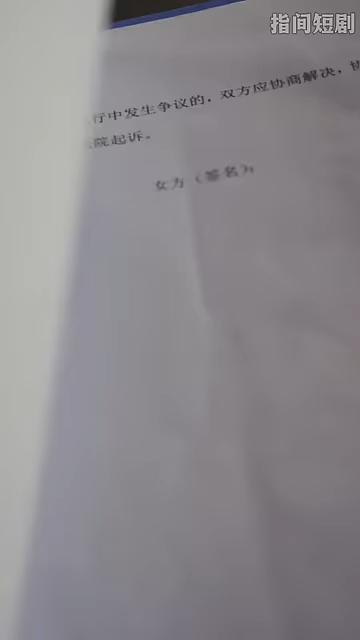 指间短剧
行中发生争议的，双方应协商解决，协
院起诉。
女方（签名）：